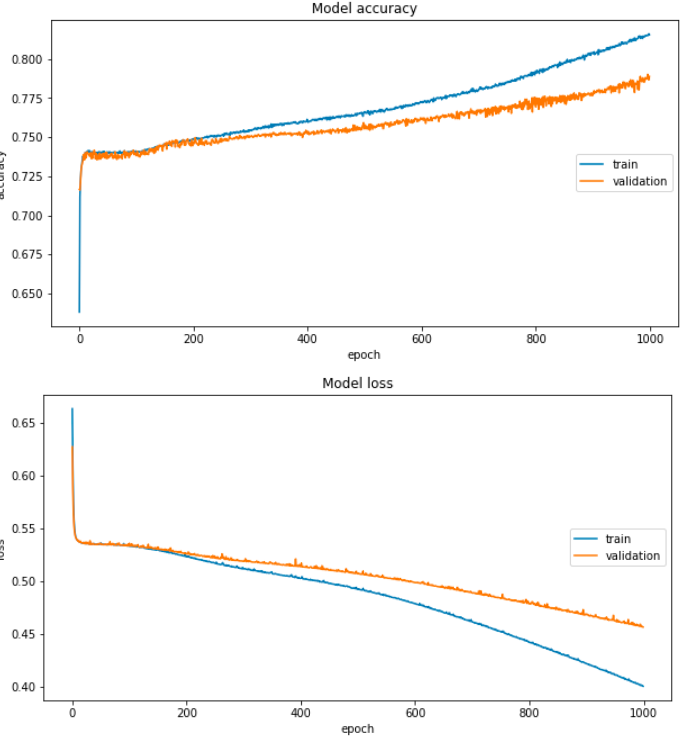 Model accuracy
0.800
0.775
0.750
0.725
0.700
0.675
0.650
accuracy
train
validation
0 200 400 600 800 1000
epoch
Model loss
0.65
0.60
0.55
0.50
0.45
0.40
loss
train
validation
0 200 400 600 800 1000
epoch